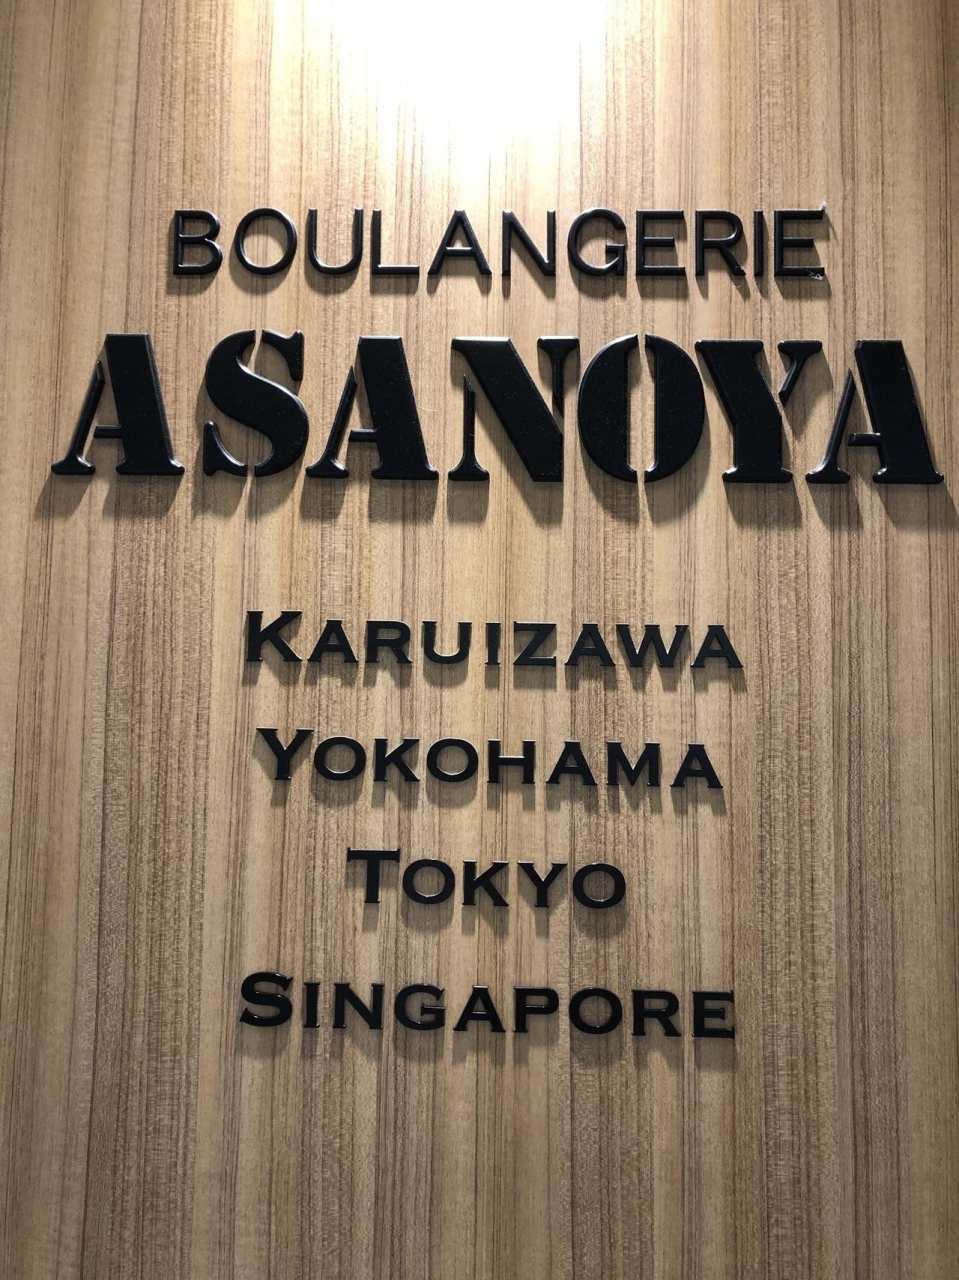 BOULANGERIE
ASANOYA
KARUIZAWA
YOKOHAMA
TOKYO
SINGAPORE